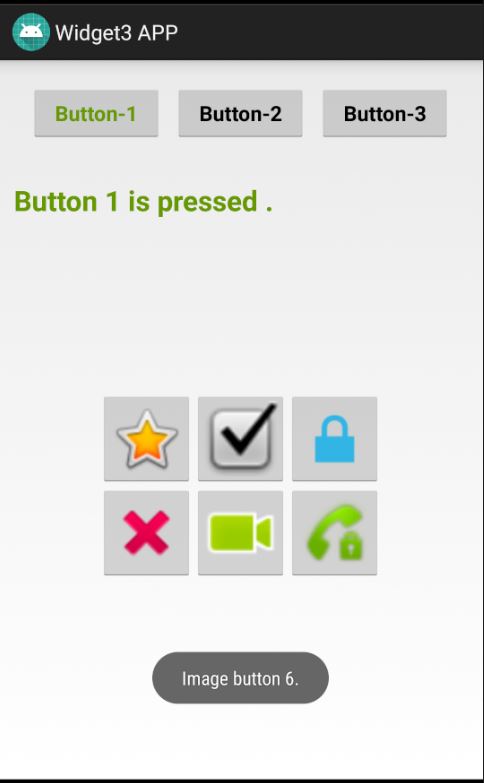 Widget3 APP
Button-1 Button-2 Button-3
Button 1 is pressed .
Image button 6.